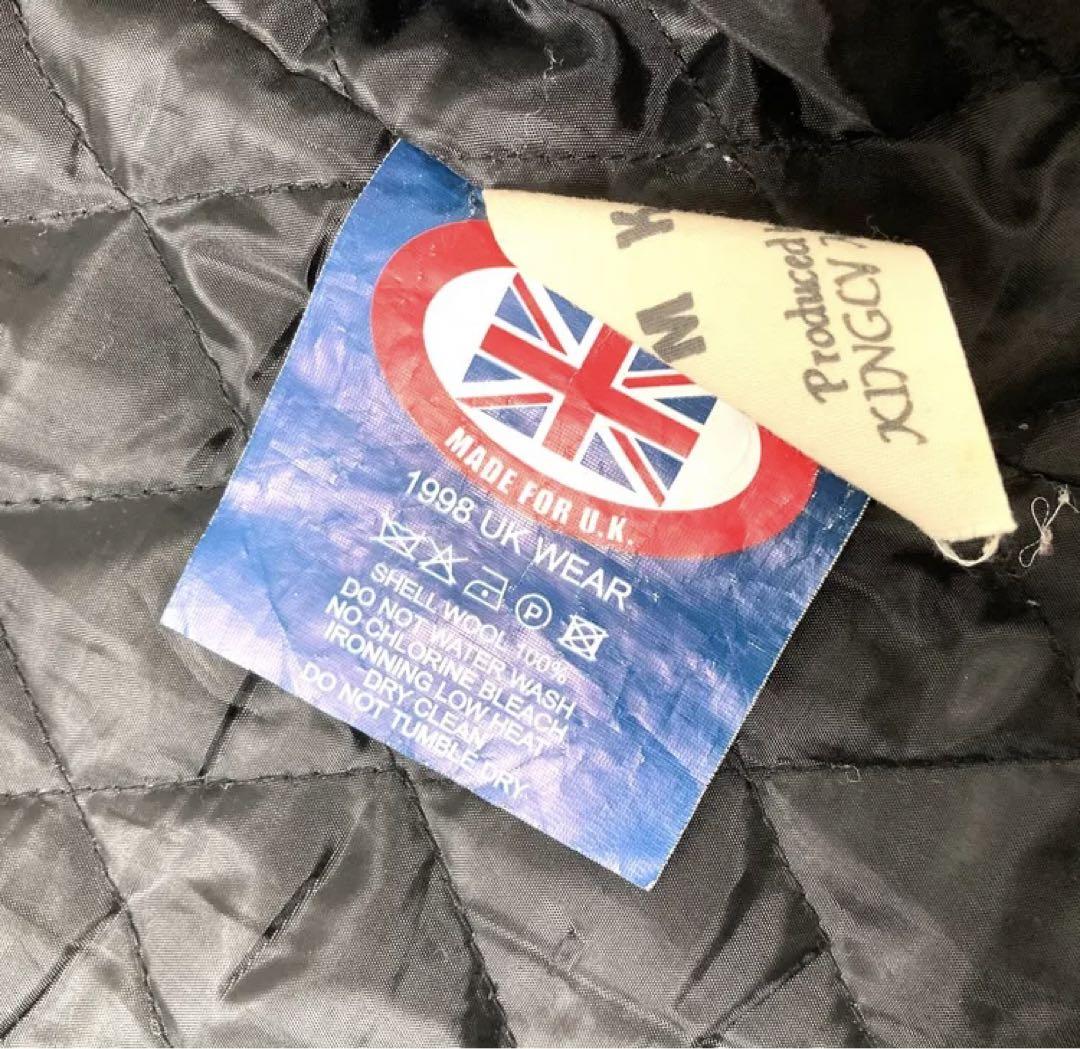 M K
Produced
KINGCV
MADE FOR U.K.
1998 UK WEAR
P
SHELL WOOL 100%
DO NOT WATER WASH
NO CHLORINE BLEACH
IRONNING LOW HEAT
DRY CLEAN
DO NOT TUMBLE DRY